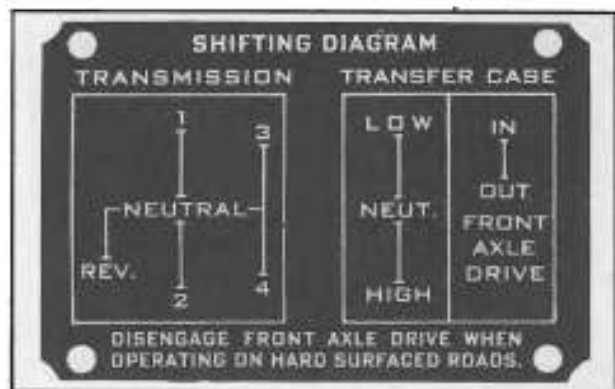 SHIFTING DIAGRAM
TRANSMISSION
1
3
NEUTRAL
REV.
2
4
TRANSFER CASE
LOW
NEUT.
HIGH
IN
OUT
FRONT
AXLE
DRIVE
DISENGAGE FRONT AXLE DRIVE WHEN
OPERATING ON HARD SURFACED ROADS.